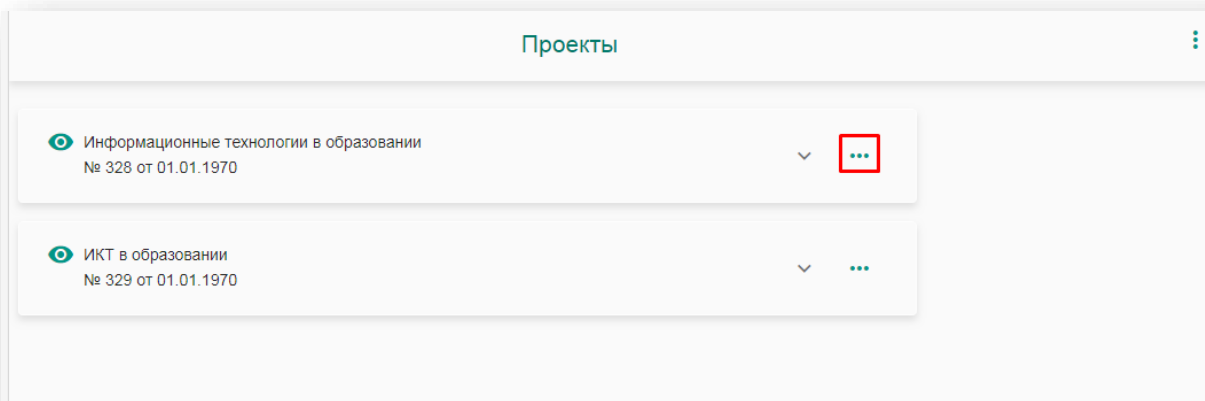 Проекты
Информационные технологии в образовании
№ 328 от 01.01.1970
ИКТ в образовании
№ 329 от 01.01.1970